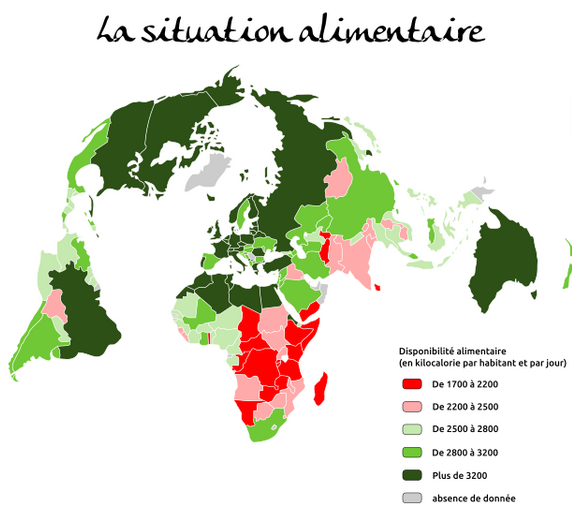 La situation alimentaire
Disponibilité alimentaire
(en kilocalorie par habitant et par jour)
De 1700 à 2200
De 2200 à 2500
De 2500 à 2800
De 2800 à 3200
Plus de 3200
absence de donnée